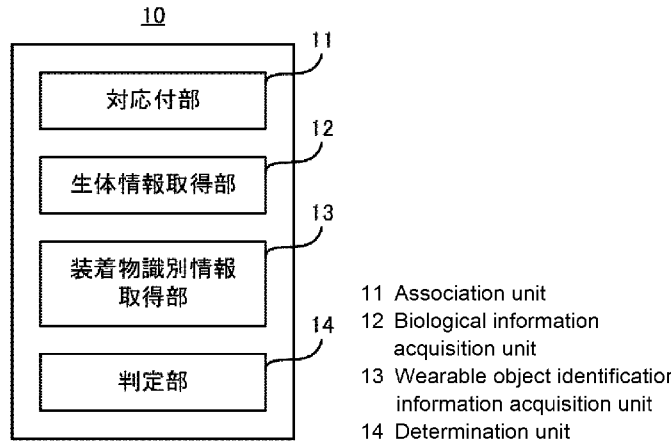 10
11
対応付部
12
生体情報取得部
13
装着物識別情報
取得部
14
判定部
11 Association unit
12 Biological information
acquisition unit
13 Wearable object identification
information acquisition unit
14 Determination unit